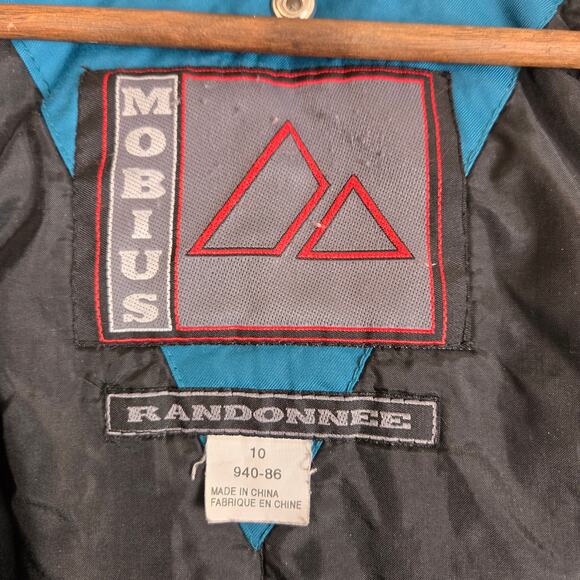 MOBIUS
RANDONNEE
10
940-86
MADE IN CHINA
FABRIQUE EN CHINE